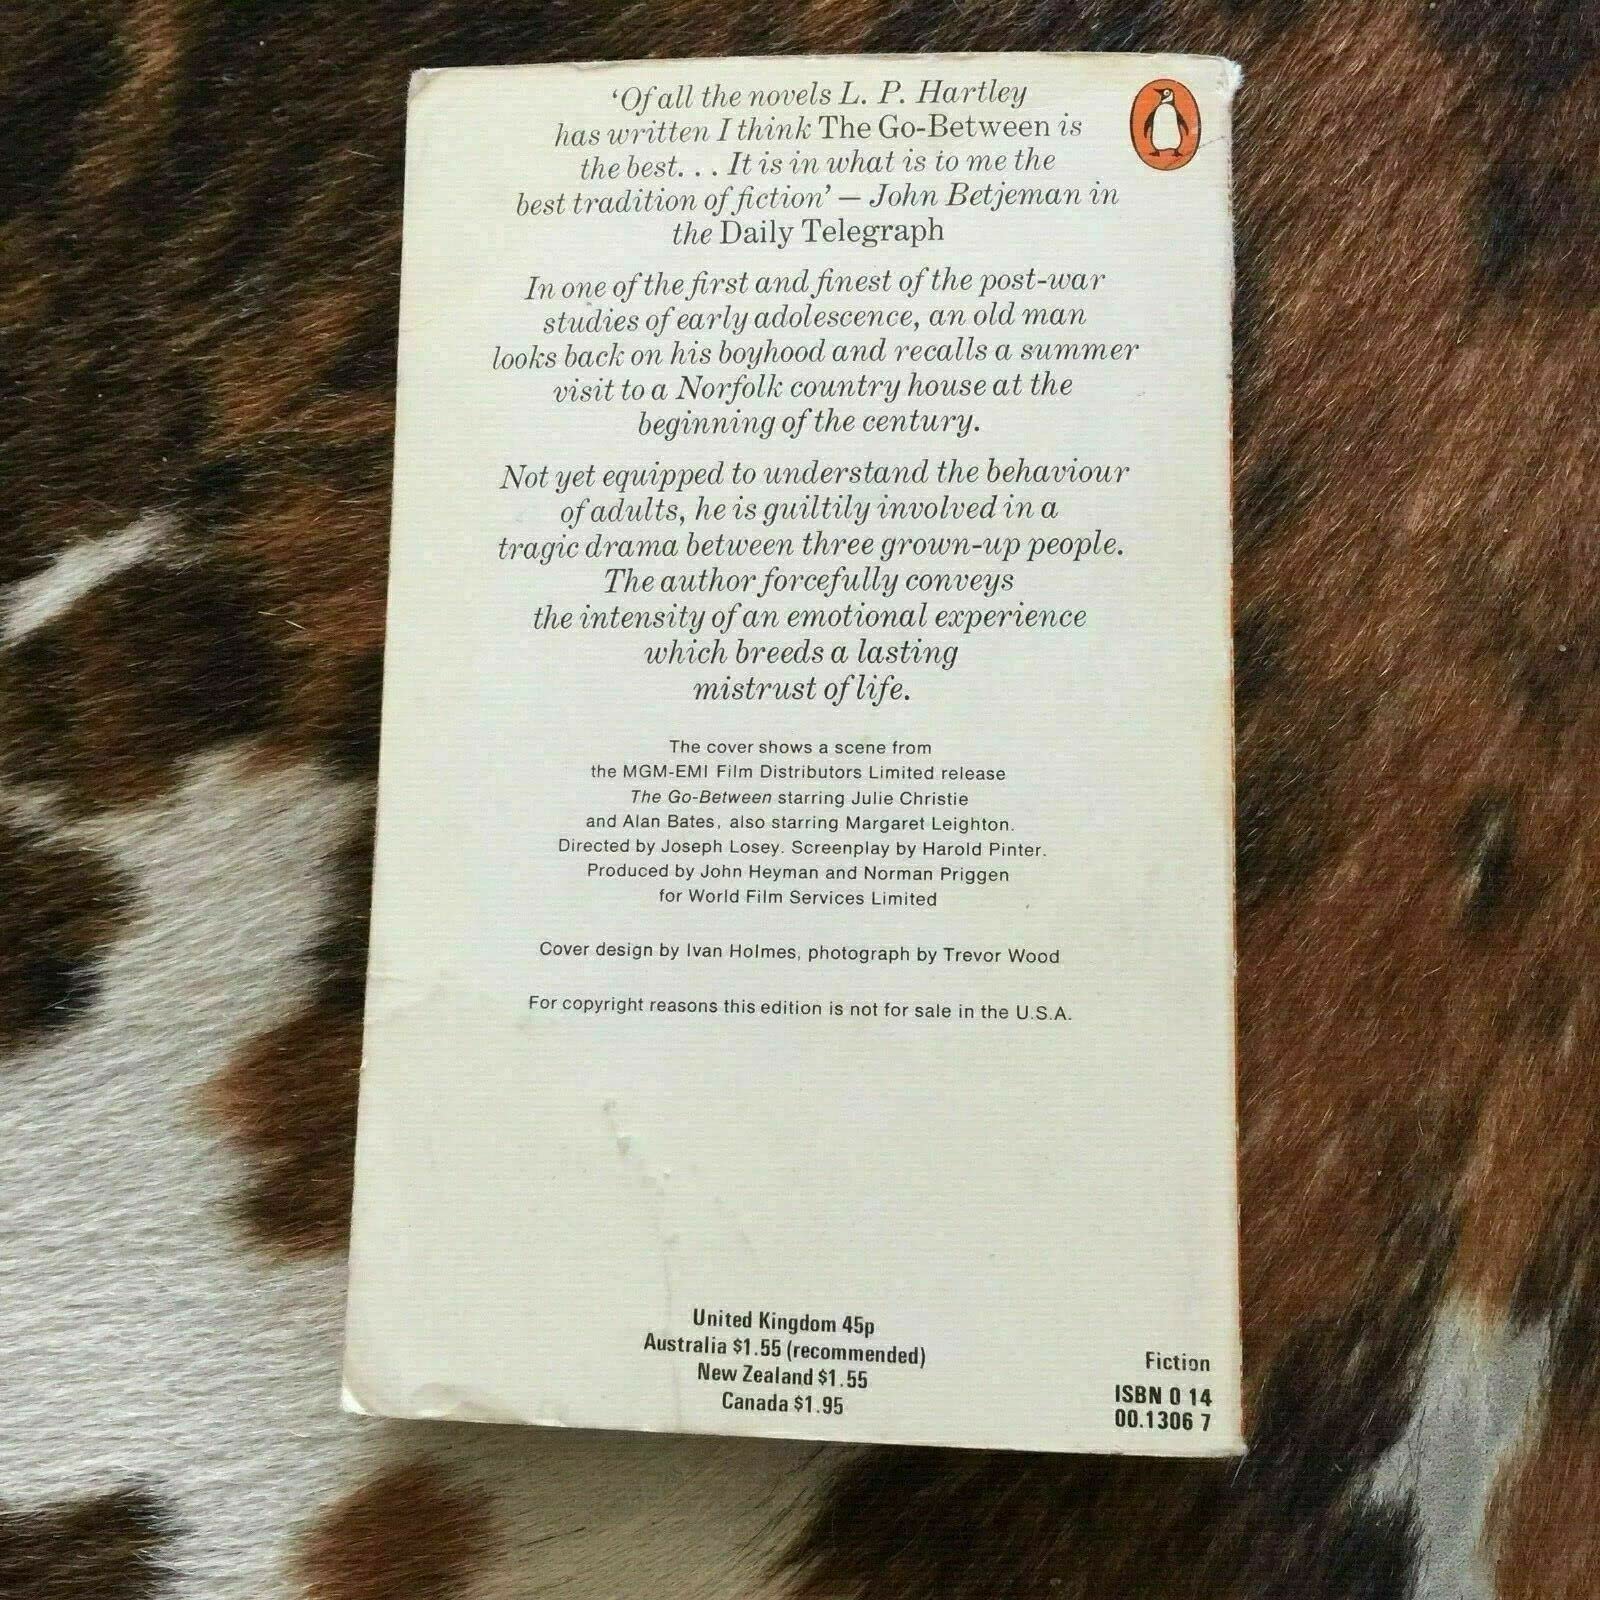 ‘Of all the novels L. P. Hartley
has written I think The Go-Between is
the best. . . It is in what is to me the
best tradition of fiction’ – John Betjeman in
the Daily Telegraph
In one of the first and finest of the post-war
studies of early adolescence, an old man
looks back on his boyhood and recalls a summer
visit to a Norfolk country house at the
beginning of the century.
Not yet equipped to understand the behaviour
of adults, he is guiltily involved in a
tragic drama between three grown-up people.
The author forcefully conveys
the intensity of an emotional experience
which breeds a lasting
mistrust of life.
The cover shows a scene from
the MGM-EMI Film Distributors Limited release
The Go-Between starring Julie Christie
and Alan Bates, also starring Margaret Leighton.
Directed by Joseph Losey. Screenplay by Harold Pinter.
Produced by John Heyman and Norman Priggen
for World Film Services Limited
Cover design by Ivan Holmes, photograph by Trevor Wood
For copyright reasons this edition is not for sale in the U.S.A.
United Kingdom 45p
Australia $1.55 (recommended)
New Zealand $1.55
Canada $1.95
Fiction
ISBN 0 14
00.1306 7